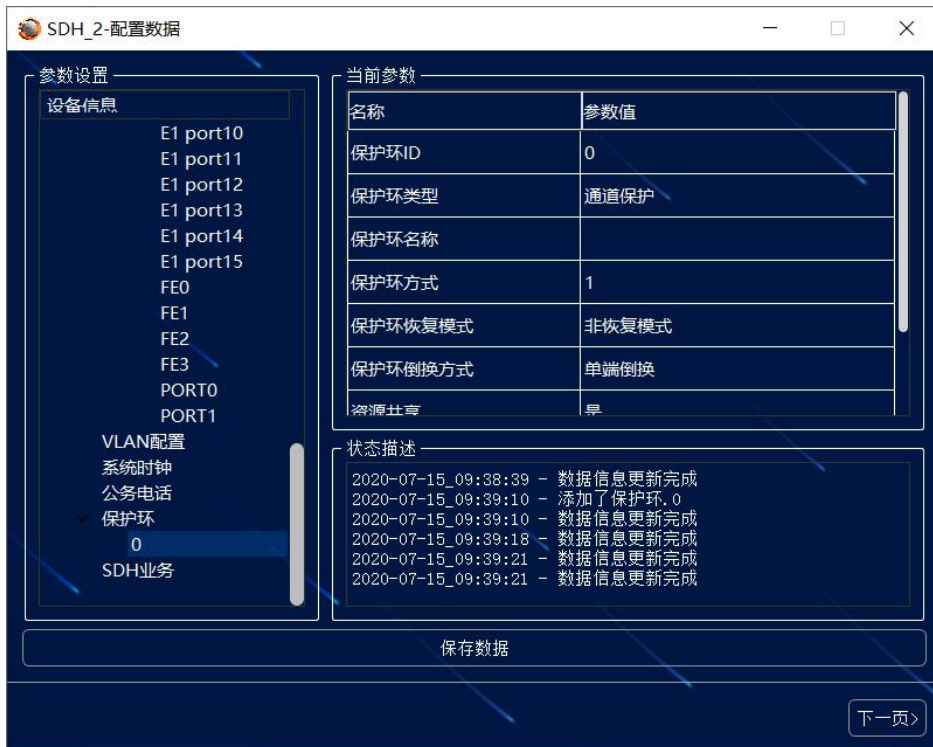 SDH_2-配置数据
参数设置
设备信息
E1 port10
E1 port11
E1 port12
E1 port13
E1 port14
E1 port15
FE0
FE1
FE2
FE3
PORT0
PORT1
VLAN配置
系统时钟
公务电话
保护环
0
SDH业务
当前参数
名称 参数值
保护环ID 0
保护环类型 通道保护
保护环名称
保护环方式 1
保护环恢复模式 非恢复模式
保护环倒换方式 单端倒换
资源共享 是
状态描述
2020-07-15_09:38:39 - 数据信息更新完成
2020-07-15_09:39:10 - 添加了保护环.0
2020-07-15_09:39:10 - 数据信息更新完成
2020-07-15_09:39:18 - 数据信息更新完成
2020-07-15_09:39:21 - 数据信息更新完成
2020-07-15_09:39:21 - 数据信息更新完成
保存数据
下一页>